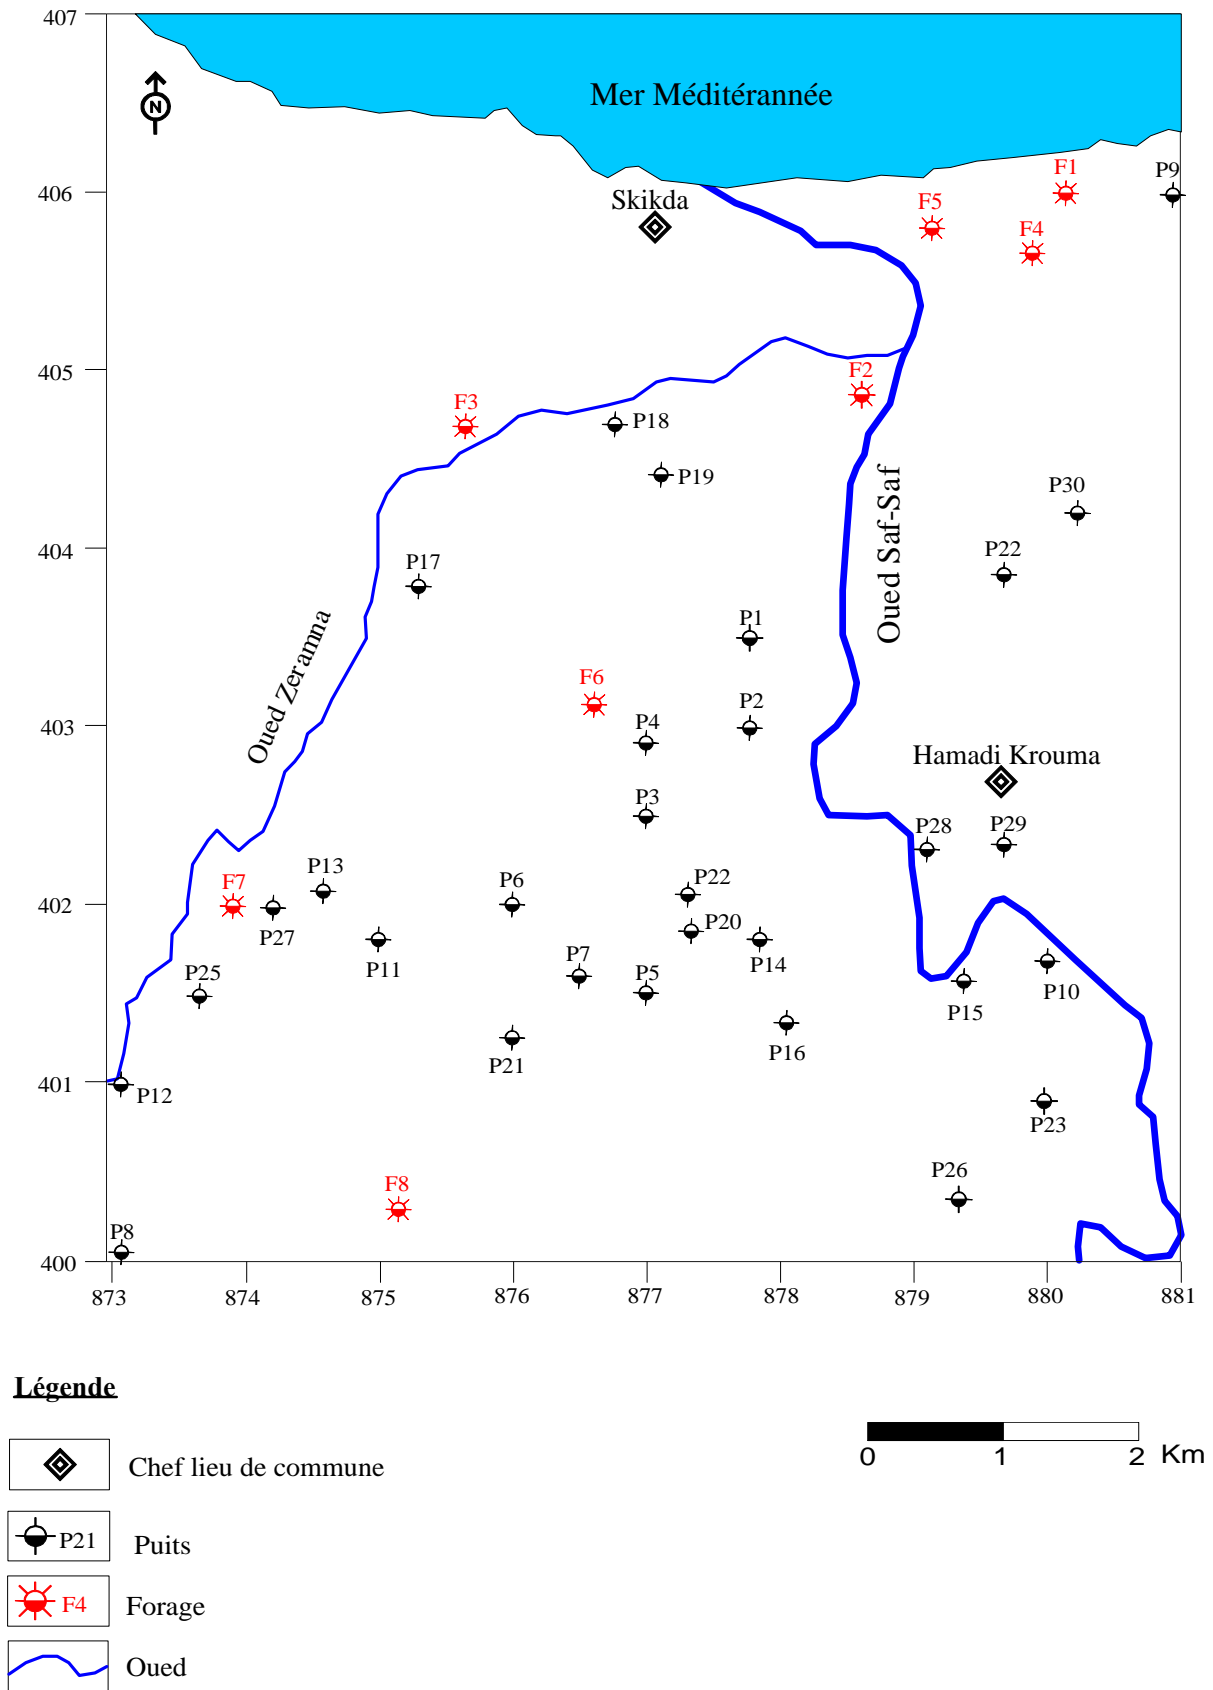 407
Mer Méditérannée
N
406
Skikda
F5
F1
F4
P9
405
F3
F2
P18
P19
P30
404
P17
P22
Oued Saf-Saf
P1
Oued Zeramna
F6
P2
403
P4
Hamadi Krouma
P3
P28
P29
P13
P6
P22
F7
402
P27
P20
P11
P14
P25
P7
P5
P15
P10
P21
P16
401
P12
P23
P26
F8
P8
400
873
874
875
876
877
878
879
880
881
Légende
Chef lieu de commune
0 1 2 Km
P21 Puits
F4 Forage
Oued